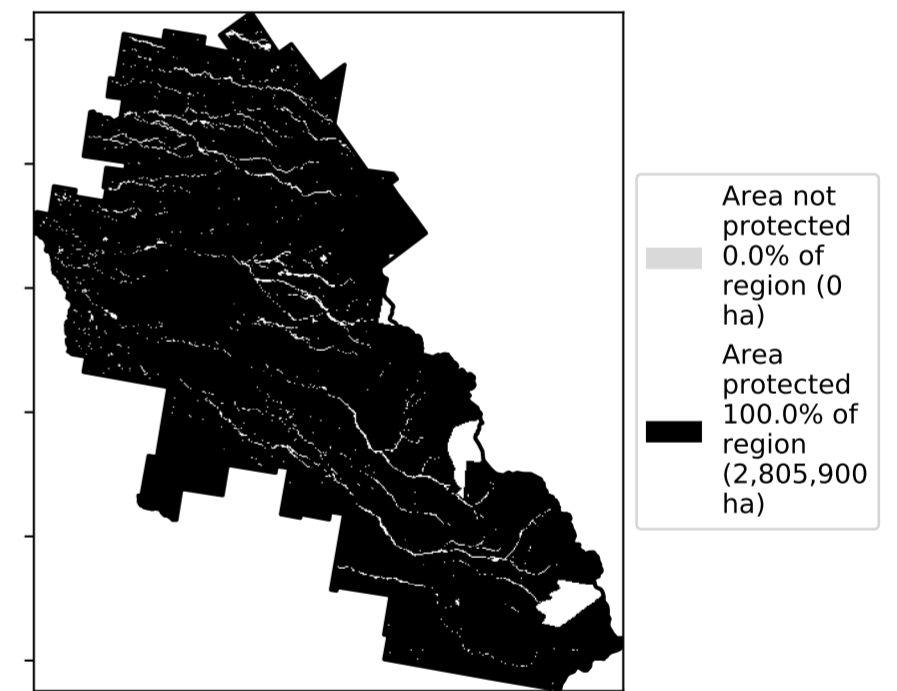 Area not
protected
0.0% of
region (0
ha)
Area
protected
100.0% of
region
(2,805,900
ha)